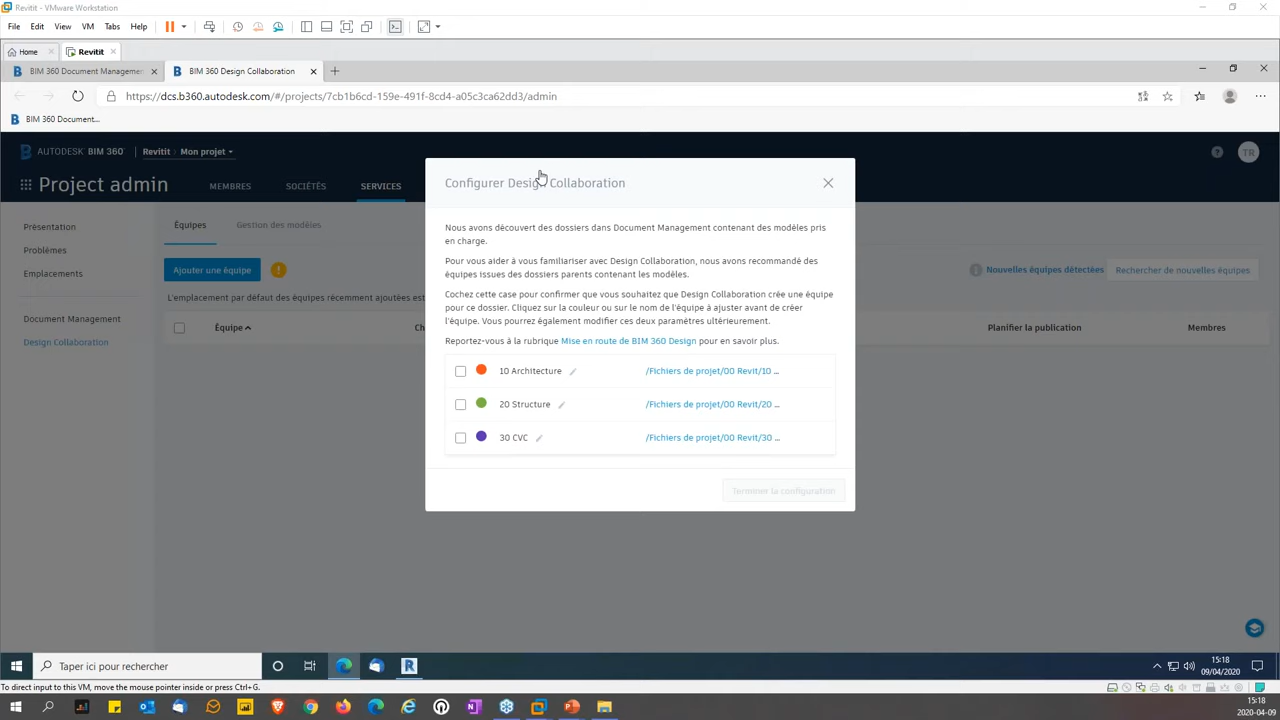 Revitit - VMware Workstation
File Edit View VM Tabs Help
Home Revitit
BIM 360 Document Managemen BIM 360 Design Collaboration
https://dcs.b360.autodesk.com/#/projects/7cb1b6cd-159e-491f-8cd4-a05c3ca62dd3/admin
BIM 360 Document...
AUTODESK BIM 360° Revitit Mon projet TR
Project admin MEMBRES SOCIÉTÉS SERVICES
Configurer Design Collaboration
Présentation
Problèmes
Emplacements
Document Management
Design Collaboration
Équipes Gestion des modèles
Ajouter une équipe Nouvelles équipes détectées Rechercher de nouvelles équipes
L'emplacement par défaut des équipes récemment ajoutées est
Équipe Ch Planifier la publication Membres
Nous avons découvert des dossiers dans Document Management contenant des modèles pris
en charge.
Pour vous aider à vous familiariser avec Design Collaboration, nous avons recommandé des
équipes issues des dossiers parents contenant les modèles.
Cochez cette case pour confirmer que vous souhaitez que Design Collaboration crée une équipe
pour ce dossier. Cliquez sur la couleur ou sur le nom de l'équipe à ajuster avant de créer
l'équipe. Vous pourrez également modifier ces deux paramètres ultérieurement.
Reportez-vous à la rubrique Mise en route de BIM 360 Design pour en savoir plus.
10 Architecture /Fichiers de projet/00 Revit/10 ...
20 Structure /Fichiers de projet/00 Revit/20 ...
30 CVC /Fichiers de projet/00 Revit/30 ...
Terminer la configuration
Taper ici pour rechercher
15:18
09/04/2020
To direct input to this VM, move the mouse pointer inside or press Ctrl+G.
15:18
2020-04-09